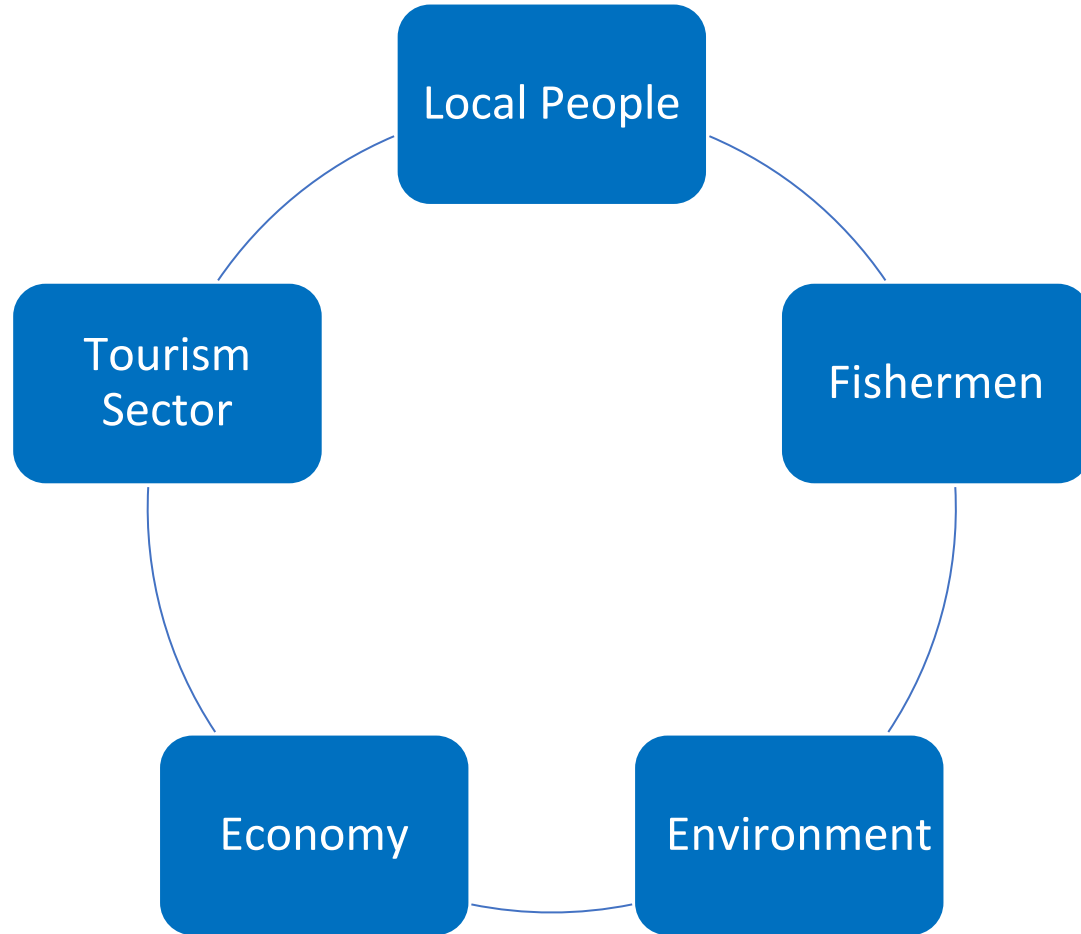 Local People
Tourism
Sector
Fishermen
Economy
Environment